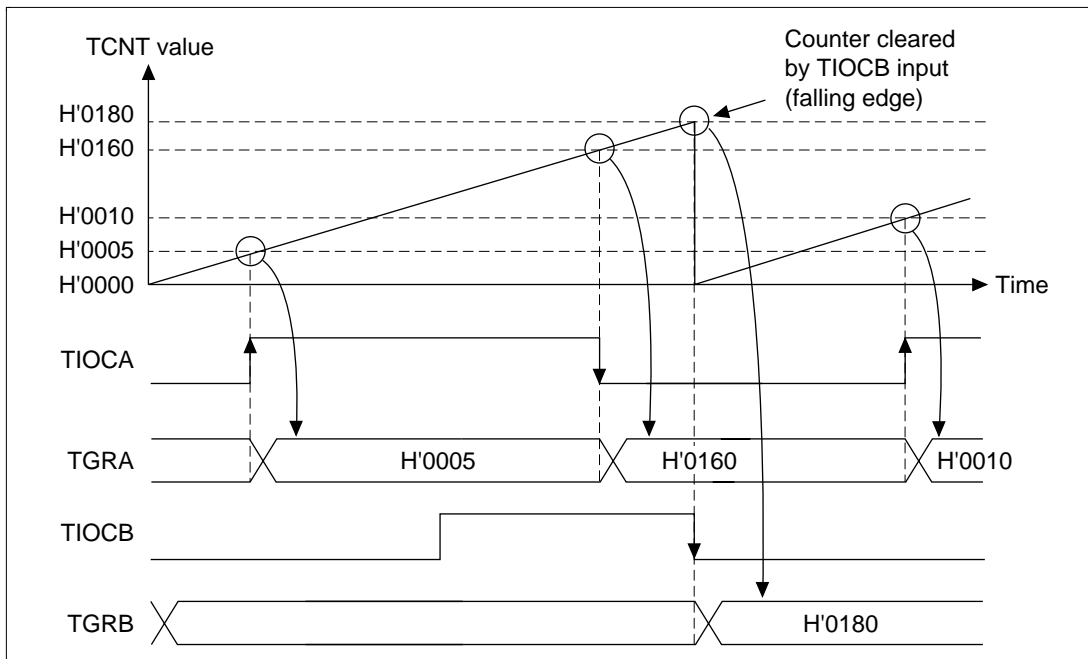 TCNT value
Counter cleared
by TIOCB input
(falling edge)
H'0180
H'0160
H'0010
H'0005
H'0000
Time
TIOCA
TGRA
H'0005
H'0160
H'0010
TIOCB
TGRB
H'0180